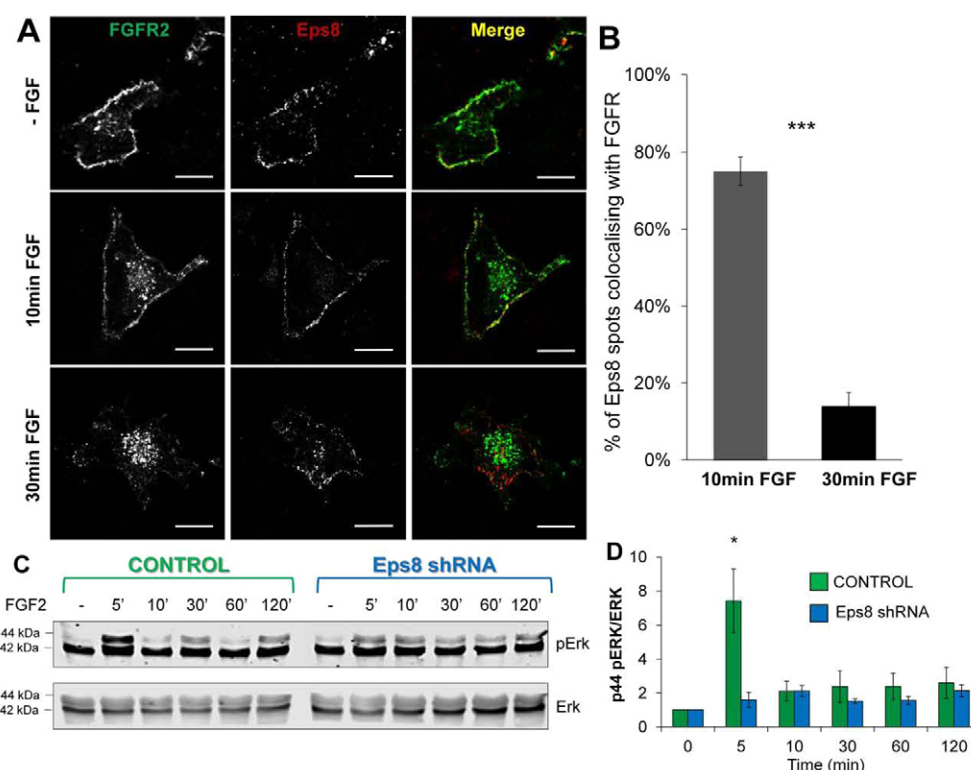 A
FGFR2
Eps8
Merge
- FGF
10min FGF
30min FGF
B
% of Eps8 spots colocalising with FGFR
100%
80%
60%
40%
20%
0%
***
10min FGF
30min FGF
C
CONTROL
Eps8 shRNA
FGF2
- 5' 10' 30' 60' 120'
- 5' 10' 30' 60' 120'
44 kDa
42 kDa
pErk
44 kDa
42 kDa
Erk
D
p44 pERK/ERK
10
8
6
4
2
0
*
CONTROL
Eps8 shRNA
0 5 10 30 60 120
Time (min)